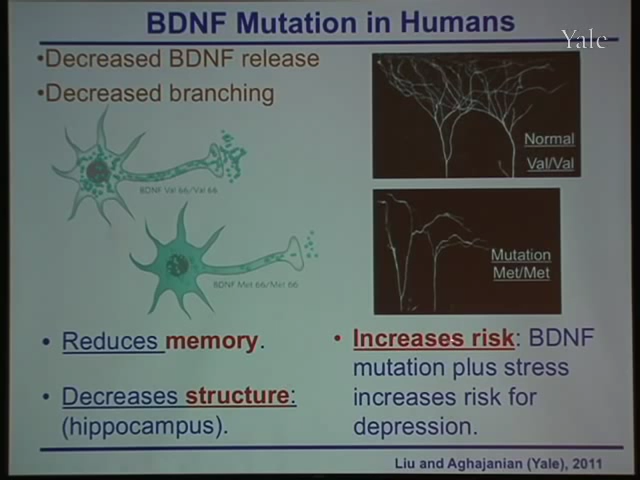 BDNF Mutation in Humans
Yale
•Decreased BDNF release
•Decreased branching
Normal
Val/Val
BDNF Val 66/Val 66
Mutation
Met/Met
BDNF Met 66/Met 66
• Reduces memory.
• Decreases structure:
(hippocampus).
• Increases risk: BDNF
mutation plus stress
increases risk for
depression.
Liu and Aghajanian (Yale), 2011